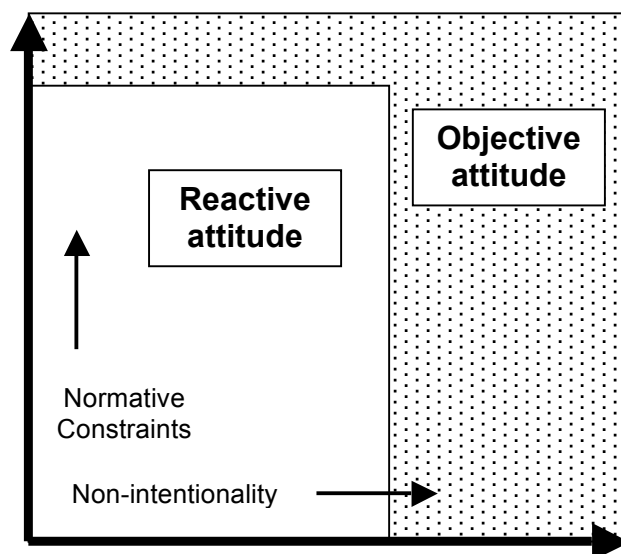 Objective
attitude
Reactive
attitude
Normative
Constraints
Non-intentionality